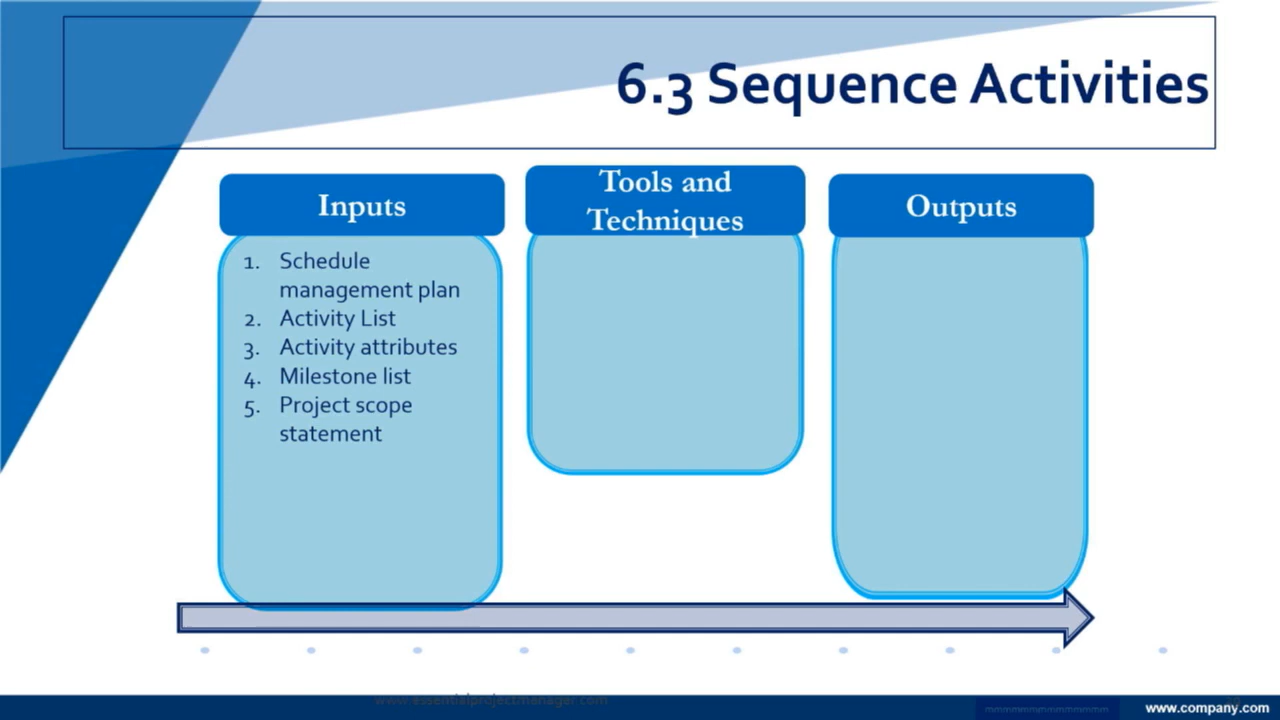 6.3 Sequence Activities
Inputs
1. Schedule
management plan
2. Activity List
3. Activity attributes
4. Milestone list
5. Project scope
statement
Tools and
Techniques
Outputs
www.essentialprojectmanager.com
www.company.com